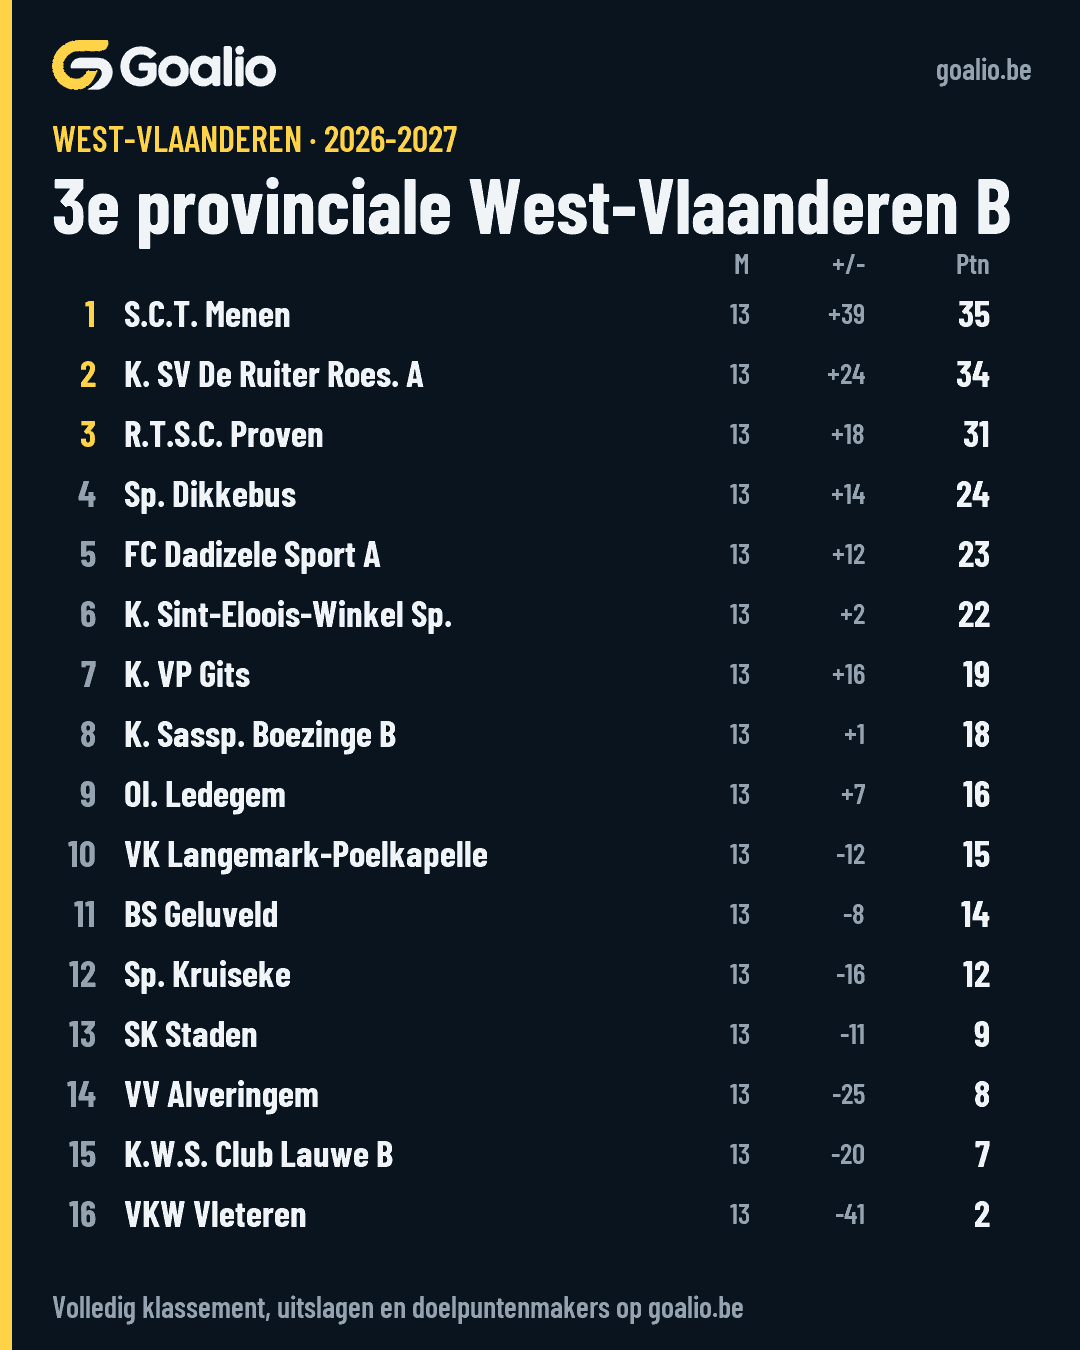 Goalio
goalio.be
WEST-VLAANDEREN · 2026-2027
3e provinciale West-Vlaanderen B
M +/- Ptn
1 S.C.T. Menen 13 +39 35
2 K. SV De Ruiter Roes. A 13 +24 34
3 R.T.S.C. Proven 13 +18 31
4 Sp. Dikkebus 13 +14 24
5 FC Dadizele Sport A 13 +12 23
6 K. Sint-Eloois-Winkel Sp. 13 +2 22
7 K. VP Gits 13 +16 19
8 K. Sassp. Boezinge B 13 +1 18
9 Ol. Ledegem 13 +7 16
10 VK Langemark-Poelkapelle 13 -12 15
11 BS Geluveld 13 -8 14
12 Sp. Kruiseke 13 -16 12
13 SK Staden 13 -11 9
14 VV Alveringem 13 -25 8
15 K.W.S. Club Lauwe B 13 -20 7
16 VKW Vleteren 13 -41 2
Volledig klassement, uitslagen en doelpuntenmakers op goalio.be